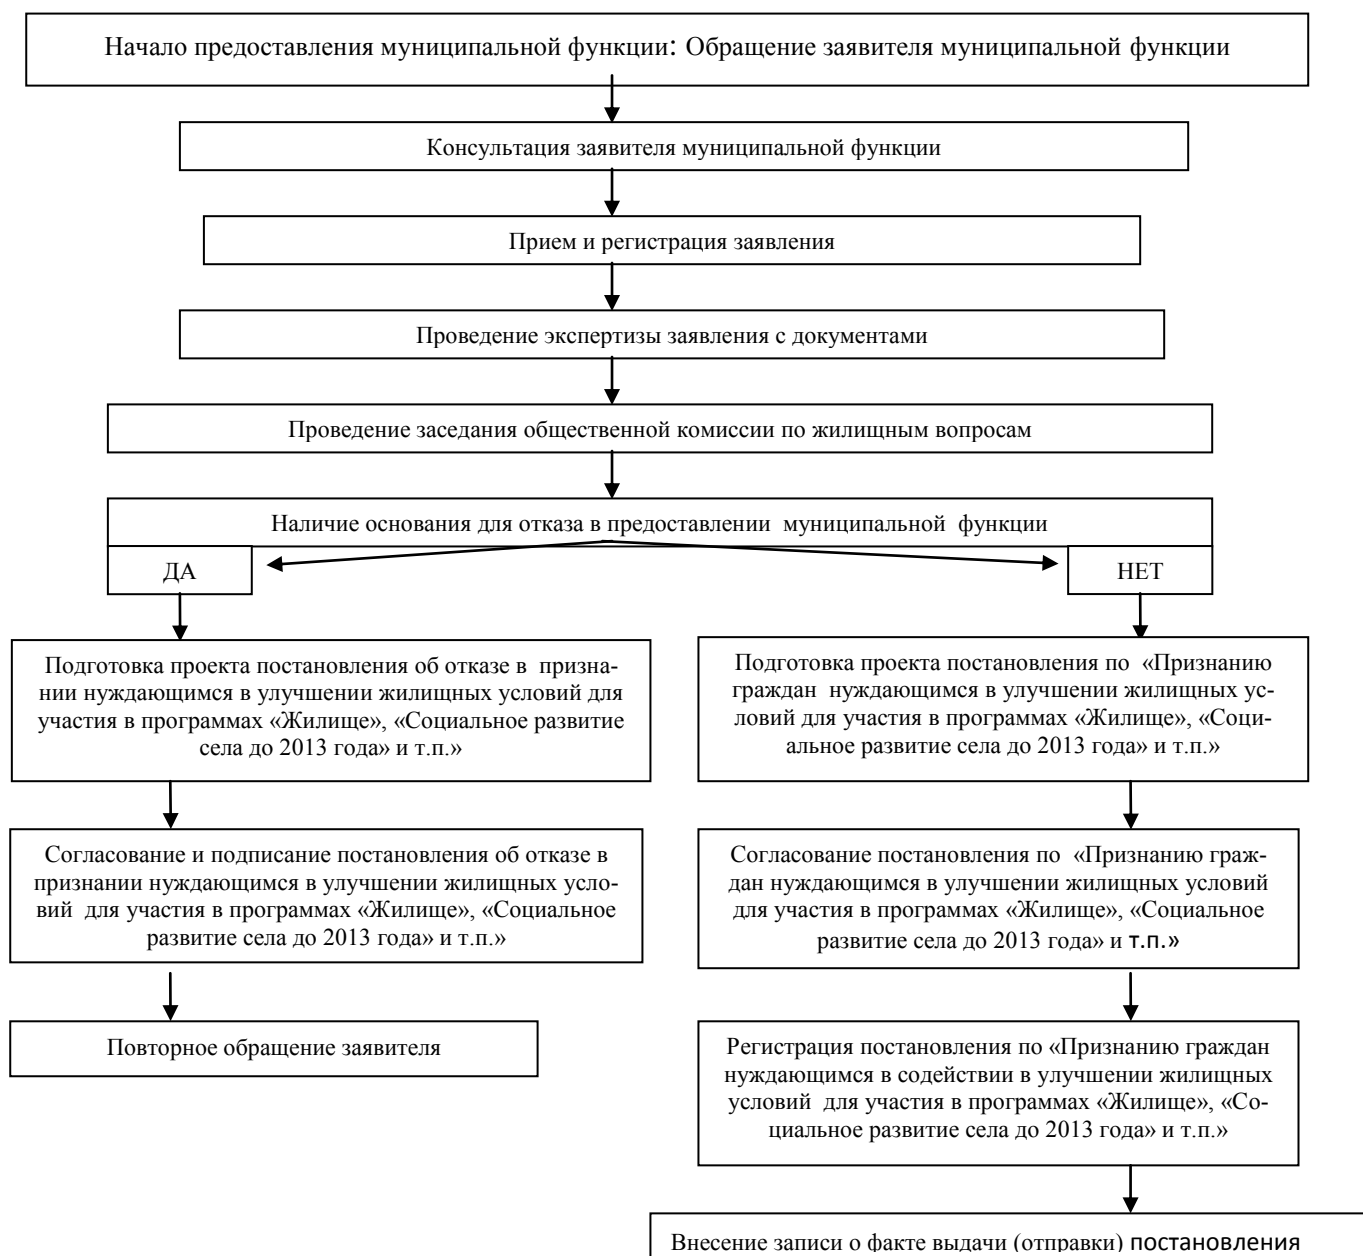 Начало предоставления муниципальной функции: Обращение заявителя муниципальной функции
Консультация заявителя муниципальной функции
Прием и регистрация заявления
Проведение экспертизы заявления с документами
Проведение заседания общественной комиссии по жилищным вопросам
Наличие основания для отказа в предоставлении муниципальной функции
ДА
НЕТ
Подготовка проекта постановления об отказе в призна-
нии нуждающимся в улучшении жилищных условий для
участия в программах «Жилище», «Социальное развитие
села до 2013 года» и т.п.»
Подготовка проекта постановления по «Признанию
граждан нуждающимся в улучшении жилищных ус-
ловий для участия в программах «Жилище», «Соци-
альное развитие села до 2013 года» и т.п.»
Согласование и подписание постановления об отказе в
признании нуждающимся в улучшении жилищных усло-
вий для участия в программах «Жилище», «Социальное
развитие села до 2013 года» и т.п.»
Согласование постановления по «Признанию граж-
дан нуждающимся в улучшении жилищных условий
для участия в программах «Жилище», «Социальное
развитие села до 2013 года» и т.п.»
Повторное обращение заявителя
Регистрация постановления по «Признанию граждан
нуждающимся в содействии в улучшении жилищных
условий для участия в программах «Жилище», «Со-
циальное развитие села до 2013 года» и т.п.»
Внесение записи о факте выдачи (отправки) постановления